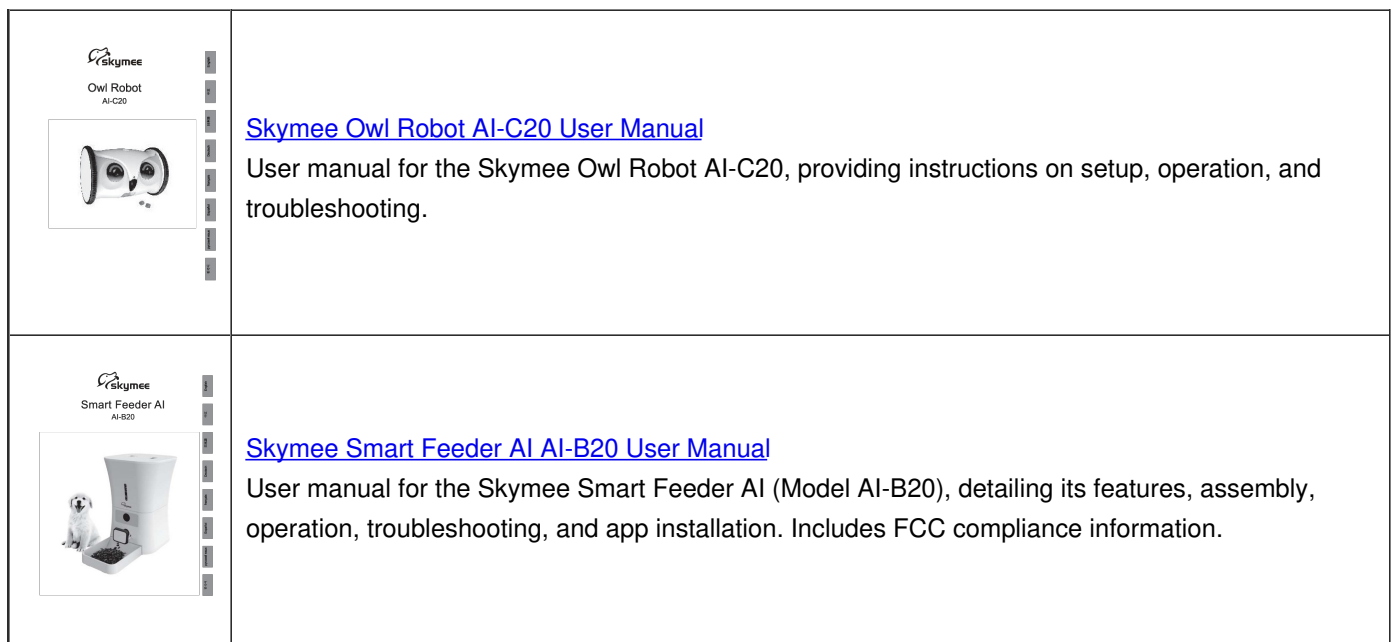 skymee
Owl Robot
AI-C20
Skymee Owl Robot AI-C20 User Manual
User manual for the Skymee Owl Robot AI-C20, providing instructions on setup, operation, and
troubleshooting.
skymee
Smart Feeder AI
AI-B20
Skymee Smart Feeder AI AI-B20 User Manual
User manual for the Skymee Smart Feeder AI (Model AI-B20), detailing its features, assembly,
operation, troubleshooting, and app installation. Includes FCC compliance information.